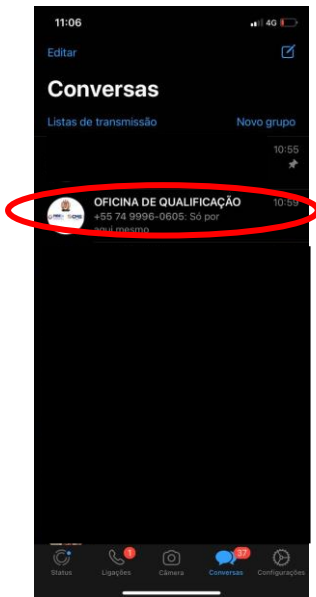 11:06
4G
Editar
Conversas
Listas de transmissão Novo grupo
10:55
OFICINA DE QUALIFICAÇÃO 10:59
+55 74 9996-0605: Só por
aqui mesmo
1 37
Status Ligações Câmera Conversas Configurações